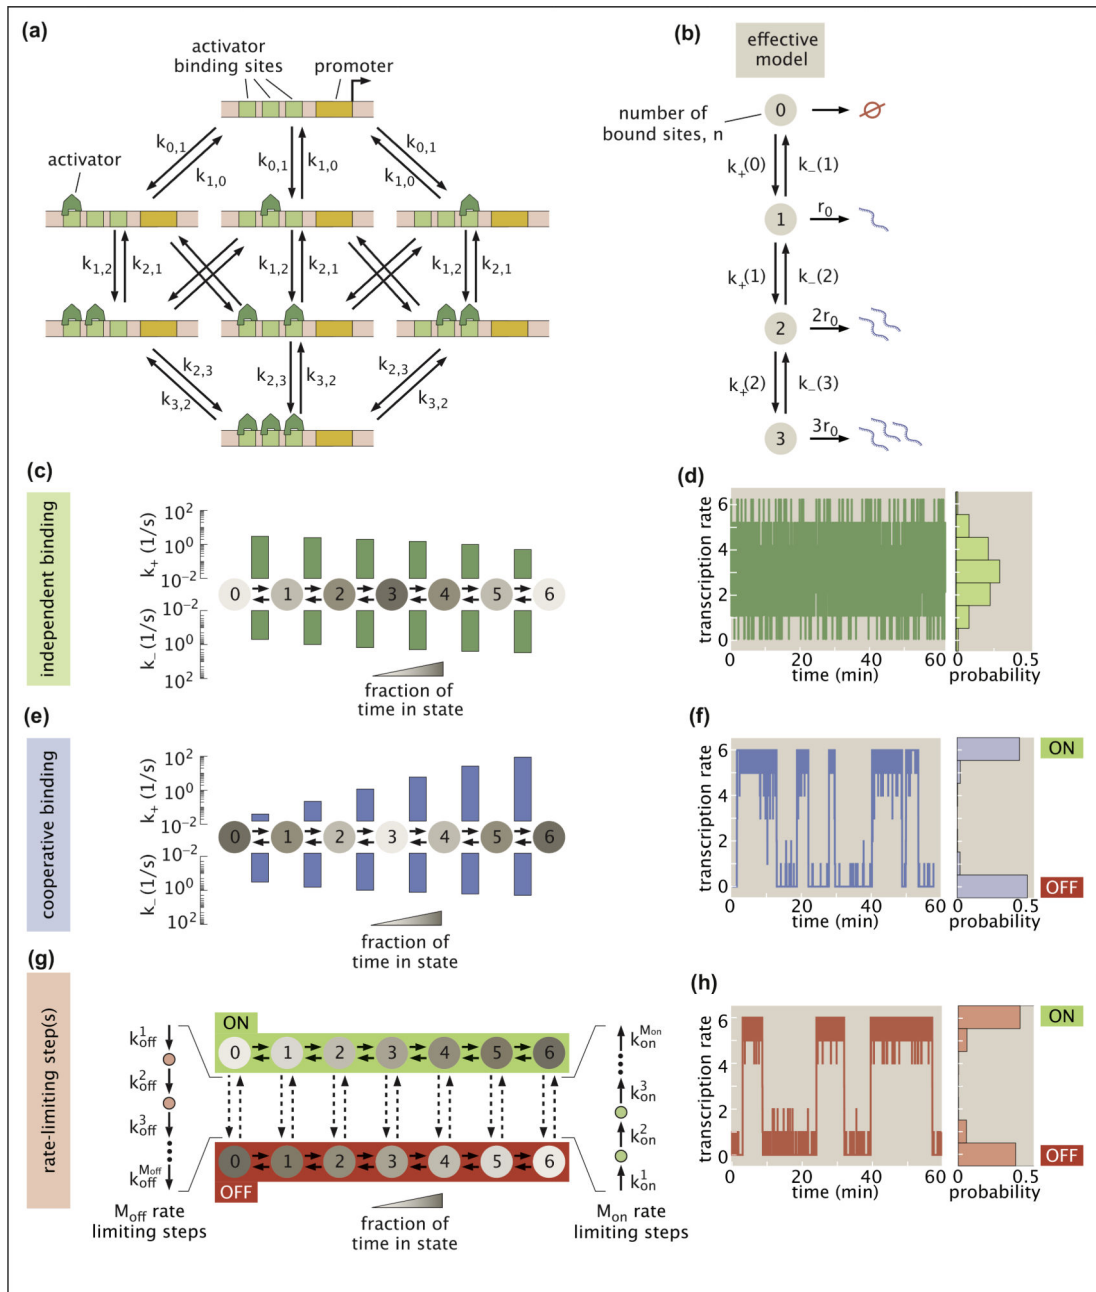 (a)
activator
binding sites
promoter
activator
k0,1
k1,0
k0,1
k1,0
k0,1
k1,0
k1,2
k2,1
k1,2
k2,1
k1,2
k2,1
k2,3
k3,2
k2,3
k3,2
k2,3
k3,2
(b)
effective
model
number of
bound sites, n
0
k+(0)
k−(1)
1
r0
k+(1)
k−(2)
2
2r0
k+(2)
k−(3)
3
3r0
(c)
independent binding
k+ (1/s)
10^2
10^0
10^-2
0 1 2 3 4 5 6
k− (1/s)
10^-2
10^0
10^2
fraction of
time in state
(d)
transcription rate
6
4
2
0
0 20 40 60
time (min)
0 0.5
probability
(e)
cooperative binding
k+ (1/s)
10^2
10^0
10^-2
0 1 2 3 4 5 6
k− (1/s)
10^-2
10^0
10^2
fraction of
time in state
(f)
transcription rate
6
4
2
0
0 20 40 60
time (min)
0 0.5
probability
ON
OFF
(g)
rate-limiting step(s)
k^1_off
k^2_off
k^3_off
k^Moff_off
Moff rate
limiting steps
ON
0 1 2 3 4 5 6
0 1 2 3 4 5 6
OFF
fraction of
time in state
k^Mon_on
k^3_on
k^2_on
k^1_on
Mon rate
limiting steps
(h)
transcription rate
6
4
2
0
0 20 40 60
time (min)
0 0.5
probability
ON
OFF